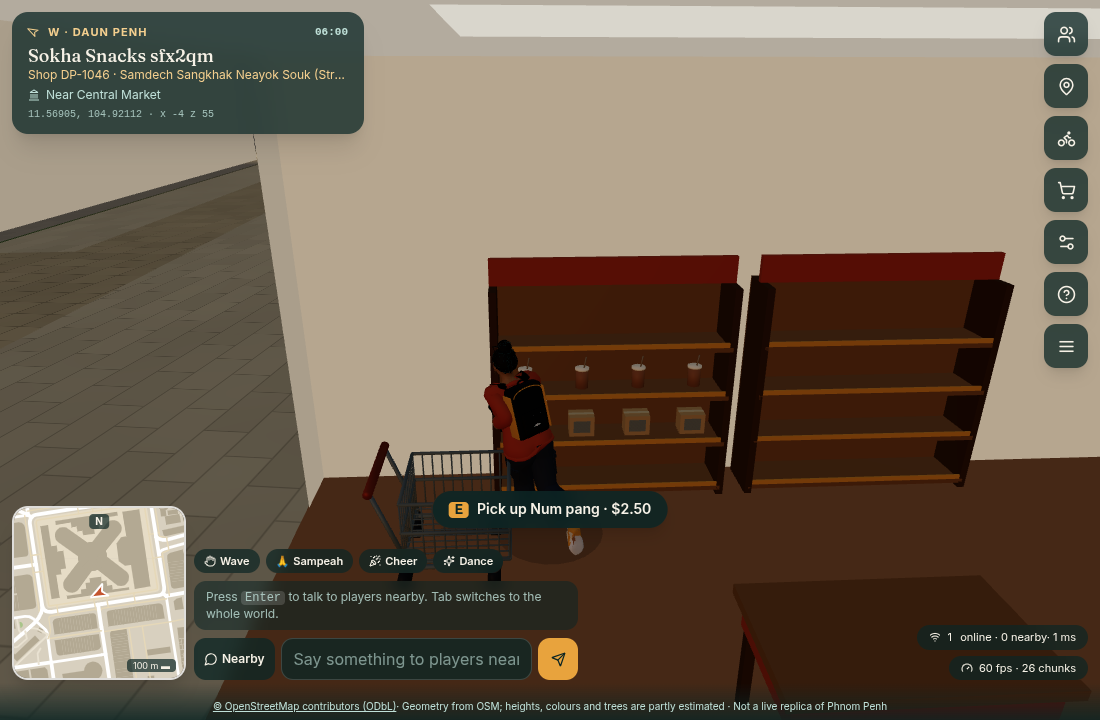 W · DAUN PENH
06:00
Sokha Snacks sfx2qm
Shop DP-1046 · Samdech Sangkhak Neayok Souk (Str…
Near Central Market
11.56905, 104.92112 · x -4 z 55
E Pick up Num pang · $2.50
N
100 m
Wave
Sampeah
Cheer
Dance
Press Enter to talk to players nearby. Tab switches to the
whole world.
Nearby
Say something to players near
1 online · 0 nearby· 1 ms
60 fps · 26 chunks
© OpenStreetMap contributors (ODbL)· Geometry from OSM; heights, colours and trees are partly estimated · Not a live replica of Phnom Penh